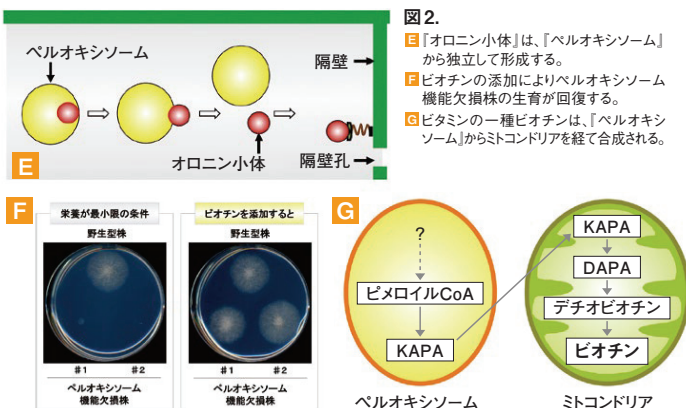 ペルオキシソーム
隔壁
オロニン小体
隔壁孔
E
図2.
E 『オロニン小体』は、『ペルオキシソーム』
から独立して形成する。
F ビオチンの添加によりペルオキシソーム
機能欠損株の生育が回復する。
G ビタミンの一種ビオチンは、『ペルオキシ
ソーム』からミトコンドリアを経て合成される。
F
栄養が最小限の条件
野生型株
#1 #2
ペルオキシソーム
機能欠損株
ビオチンを添加すると
野生型株
#1 #2
ペルオキシソーム
機能欠損株
G
?
ピメロイルCoA
KAPA
ペルオキシソーム
KAPA
DAPA
デチオビオチン
ビオチン
ミトコンドリア